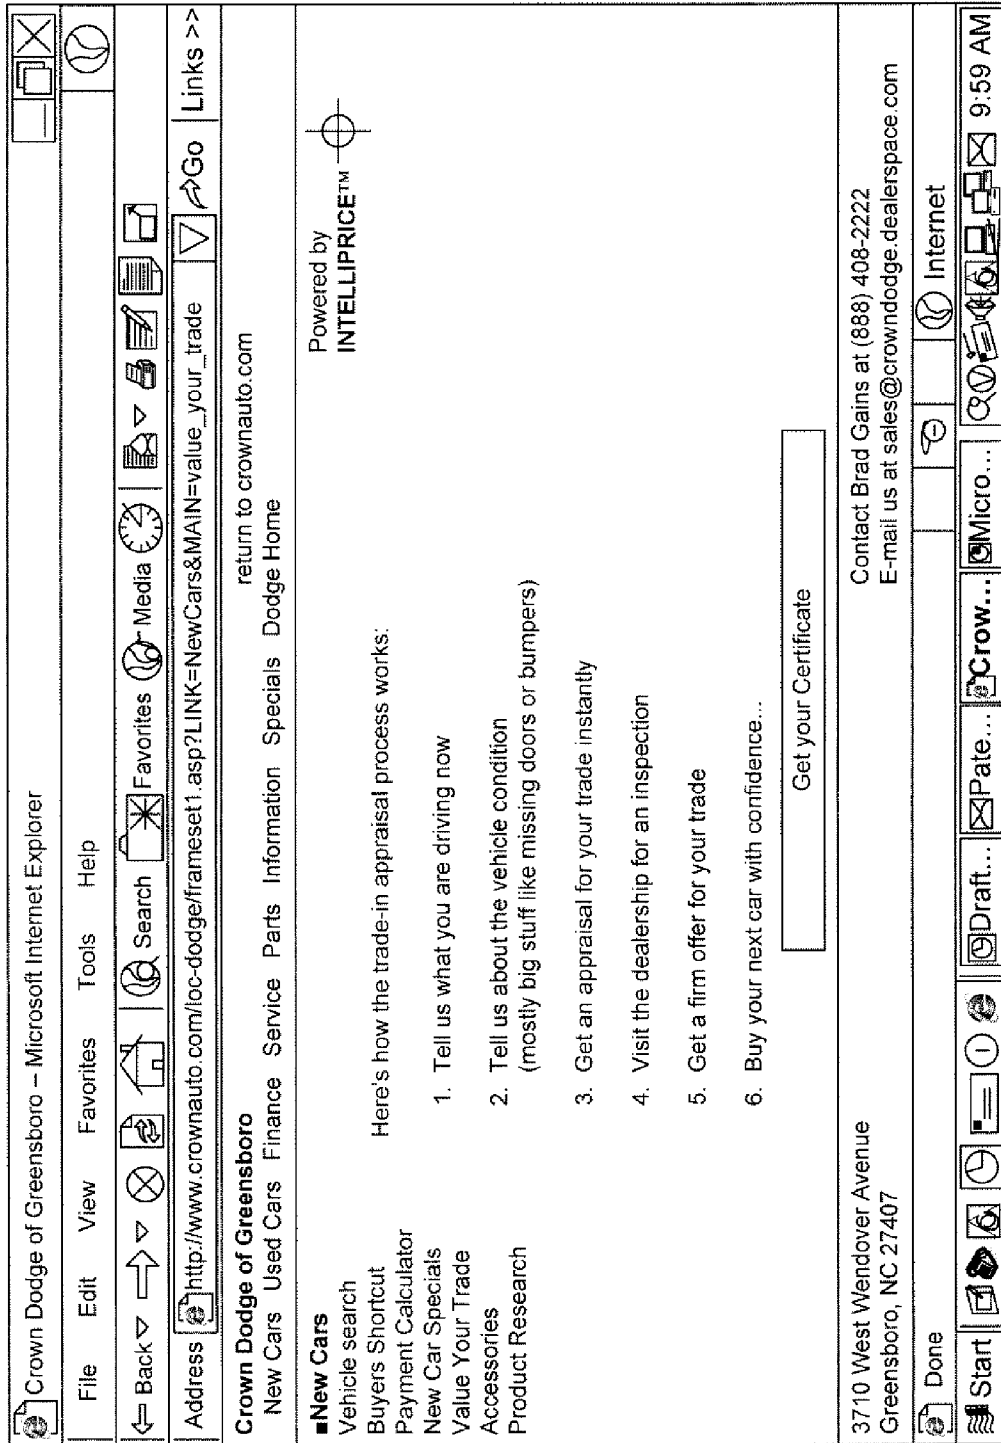 Crown Dodge of Greensboro – Microsoft Internet Explorer
File Edit View Favorites Tools Help
Back Search Favorites Media
Address http://www.crownauto.com/loc-dodge/frameset1.asp?LINK=NewCars&MAIN=value_your_trade Go Links >>
Crown Dodge of Greensboro return to crownauto.com
New Cars Used Cars Finance Service Parts Information Specials Dodge Home
■New Cars
Vehicle search
Buyers Shortcut
Payment Calculator
New Car Specials
Value Your Trade
Accessories
Product Research
Powered by
INTELLIPRICE™
Here's how the trade-in appraisal process works:
1. Tell us what you are driving now
2. Tell us about the vehicle condition
(mostly big stuff like missing doors or bumpers)
3. Get an appraisal for your trade instantly
4. Visit the dealership for an inspection
5. Get a firm offer for your trade
6. Buy your next car with confidence...
Get your Certificate
3710 West Wendover Avenue
Greensboro, NC 27407
Contact Brad Gains at (888) 408-2222
E-mail us at sales@crowndodge.dealerspace.com
Done Internet
Start Draft... Pate... Crow... Micro... 9:59 AM